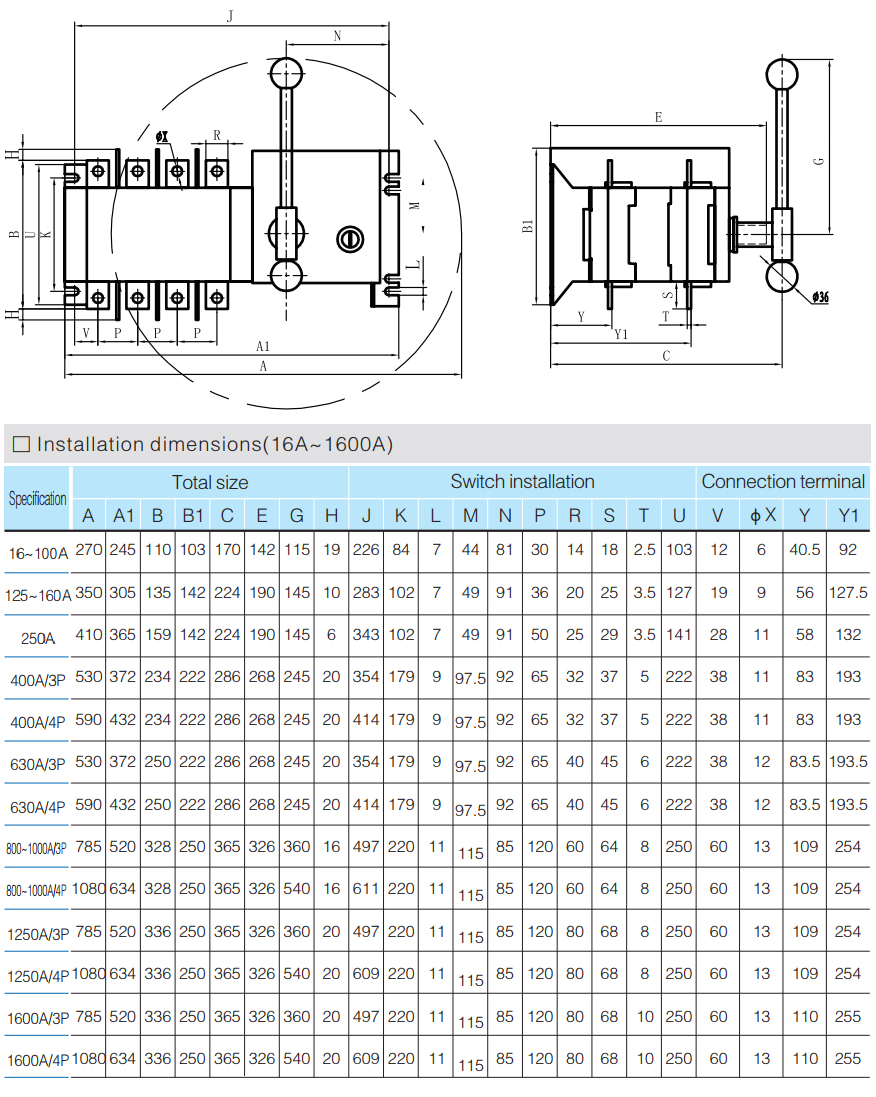 J
N
E
G
H
ϕX
R
B
U
K
M
B1
L
S
ϕ36
H
V P P P
Y
T
A1
Y1
A
C
□ Installation dimensions(16A~1600A)
Specification Total size Switch installation Connection terminal
A A1 B B1 C E G H J K L M N P R S T U V ϕX Y Y1
16~100A 270 245 110 103 170 142 115 19 226 84 7 44 81 30 14 18 2.5 103 12 6 40.5 92
125~160A 350 305 135 142 224 190 145 10 283 102 7 49 91 36 20 25 3.5 127 19 9 56 127.5
250A 410 365 159 142 224 190 145 6 343 102 7 49 91 50 25 29 3.5 141 28 11 58 132
400A/3P 530 372 234 222 286 268 245 20 354 179 9 97.5 92 65 32 37 5 222 38 11 83 193
400A/4P 590 432 234 222 286 268 245 20 414 179 9 97.5 92 65 32 37 5 222 38 11 83 193
630A/3P 530 372 250 222 286 268 245 20 354 179 9 97.5 92 65 40 45 6 222 38 12 83.5 193.5
630A/4P 590 432 250 222 286 268 245 20 414 179 9 97.5 92 65 40 45 6 222 38 12 83.5 193.5
800~1000A/3P 785 520 328 250 365 326 360 16 497 220 11 115 85 120 60 64 8 250 60 13 109 254
800~1000A/4P 1080 634 328 250 365 326 540 16 611 220 11 115 85 120 60 64 8 250 60 13 109 254
1250A/3P 785 520 336 250 365 326 360 20 497 220 11 115 85 120 80 68 8 250 60 13 109 254
1250A/4P 1080 634 336 250 365 326 540 20 609 220 11 115 85 120 80 68 8 250 60 13 109 254
1600A/3P 785 520 336 250 365 326 360 20 497 220 11 115 85 120 80 68 10 250 60 13 110 255
1600A/4P 1080 634 336 250 365 326 540 20 609 220 11 115 85 120 80 68 10 250 60 13 110 255